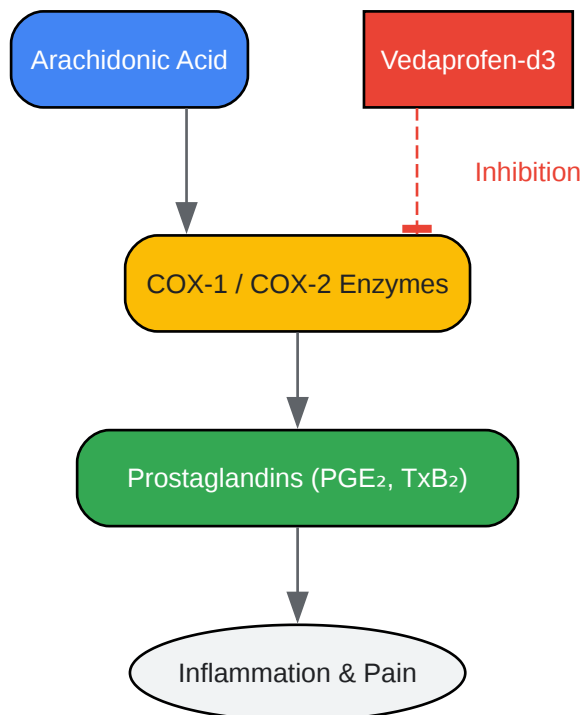 Arachidonic Acid
Vedaprofen-d3
Inhibition
COX-1 / COX-2 Enzymes
Prostaglandins (PGE₂, TxB₂)
Inflammation & Pain